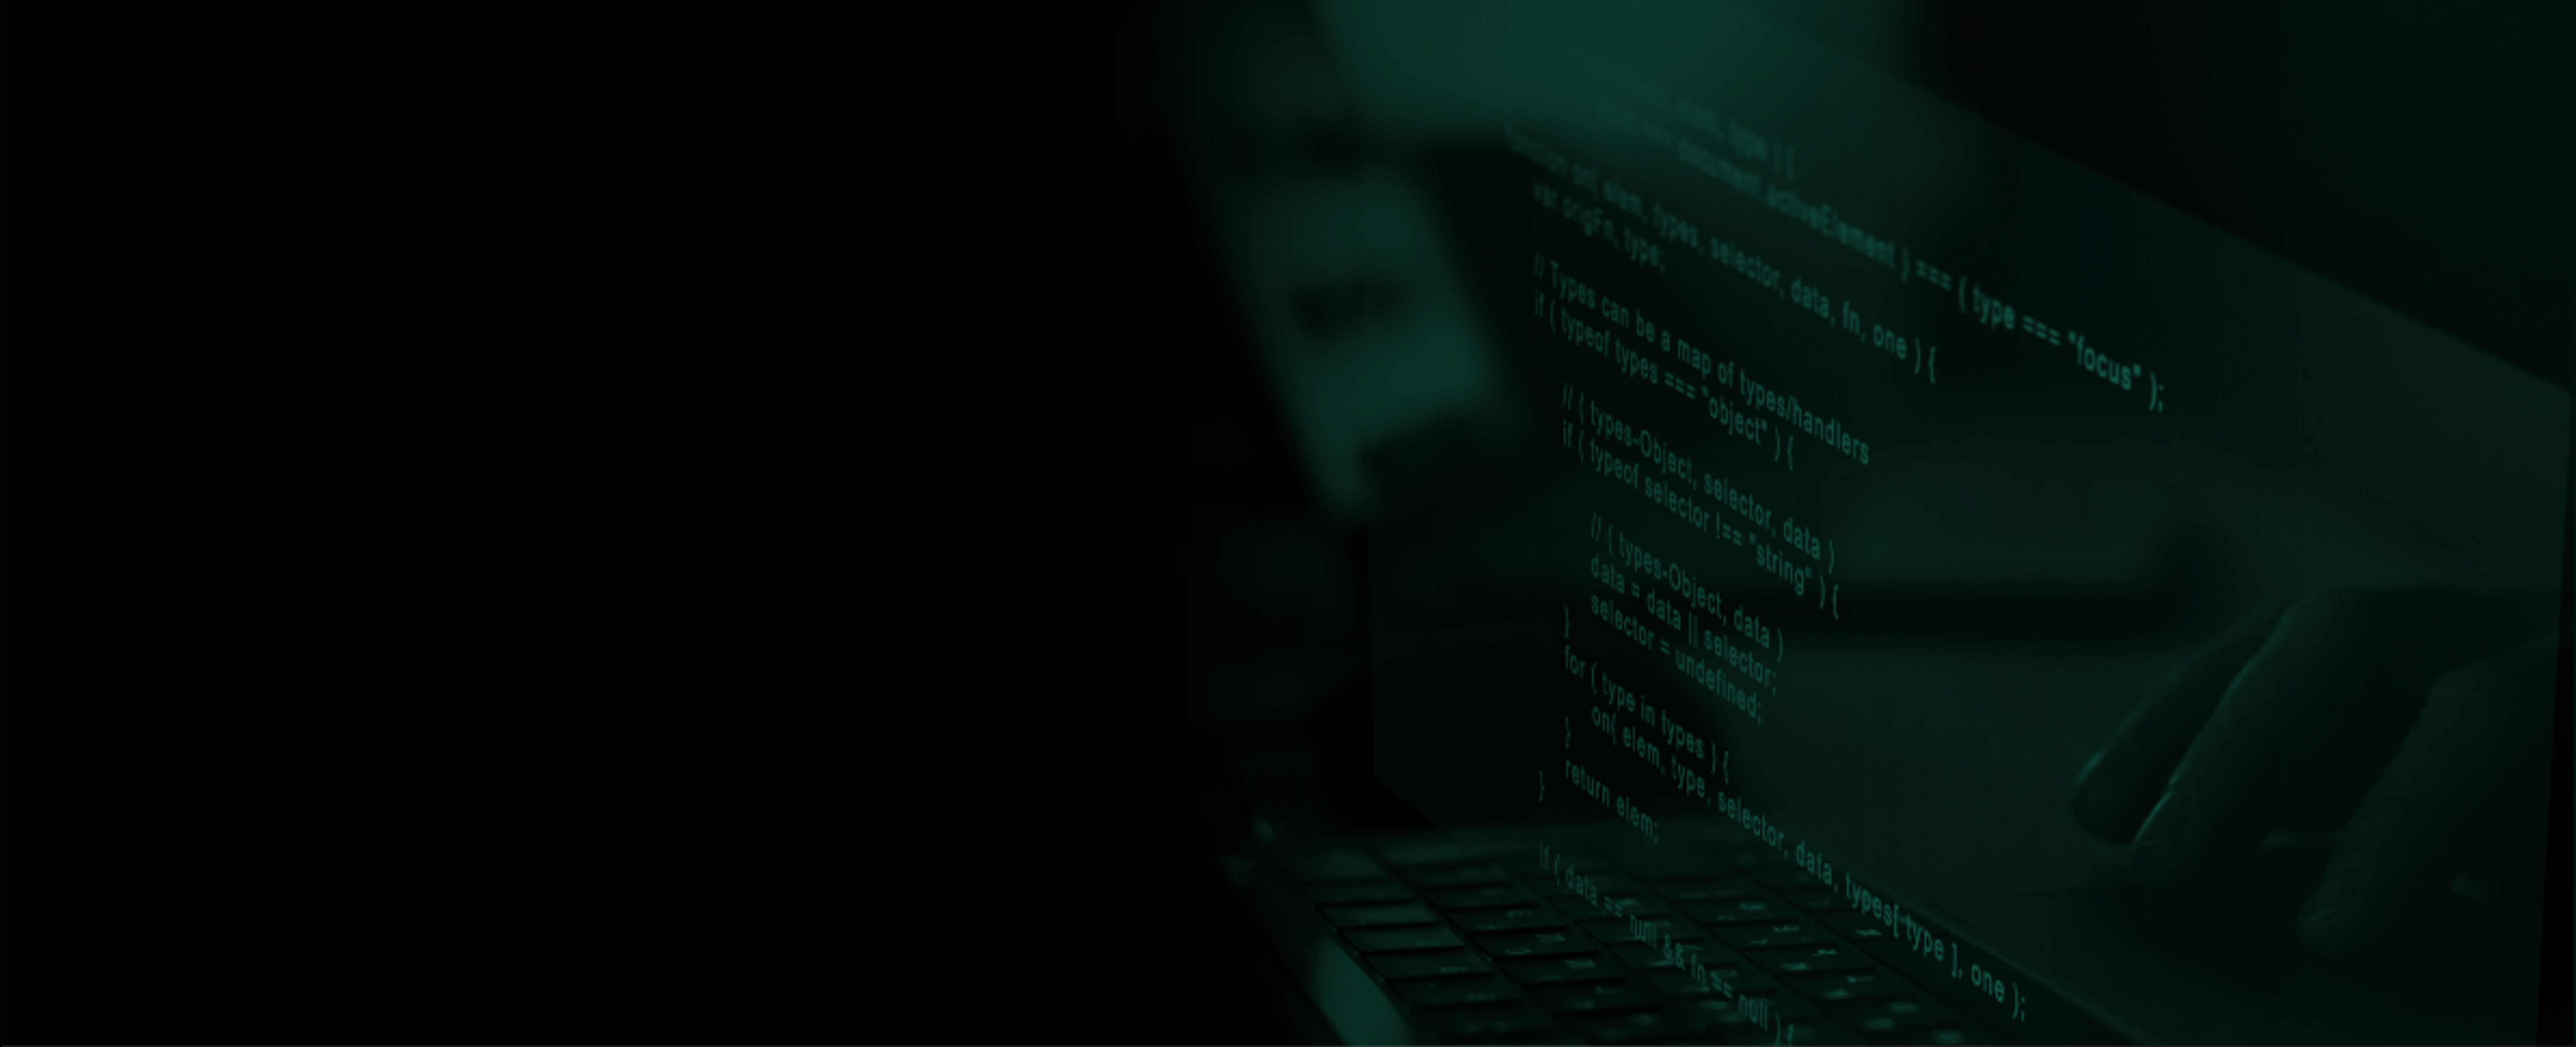 elem, type ) {
document.activeElement ) === ( type === "focus" );
function on( elem, types, selector, data, fn, one ) {
var origFn, type;
// Types can be a map of types/handlers
if ( typeof types === "object" ) {
// ( types-Object, selector, data )
if ( typeof selector !== "string" ) {
// ( types-Object, data )
data = data || selector;
selector = undefined;
}
for ( type in types ) {
on( elem, type, selector, data, types[ type ], one );
}
return elem;
}
if ( data == null && fn == null ) {